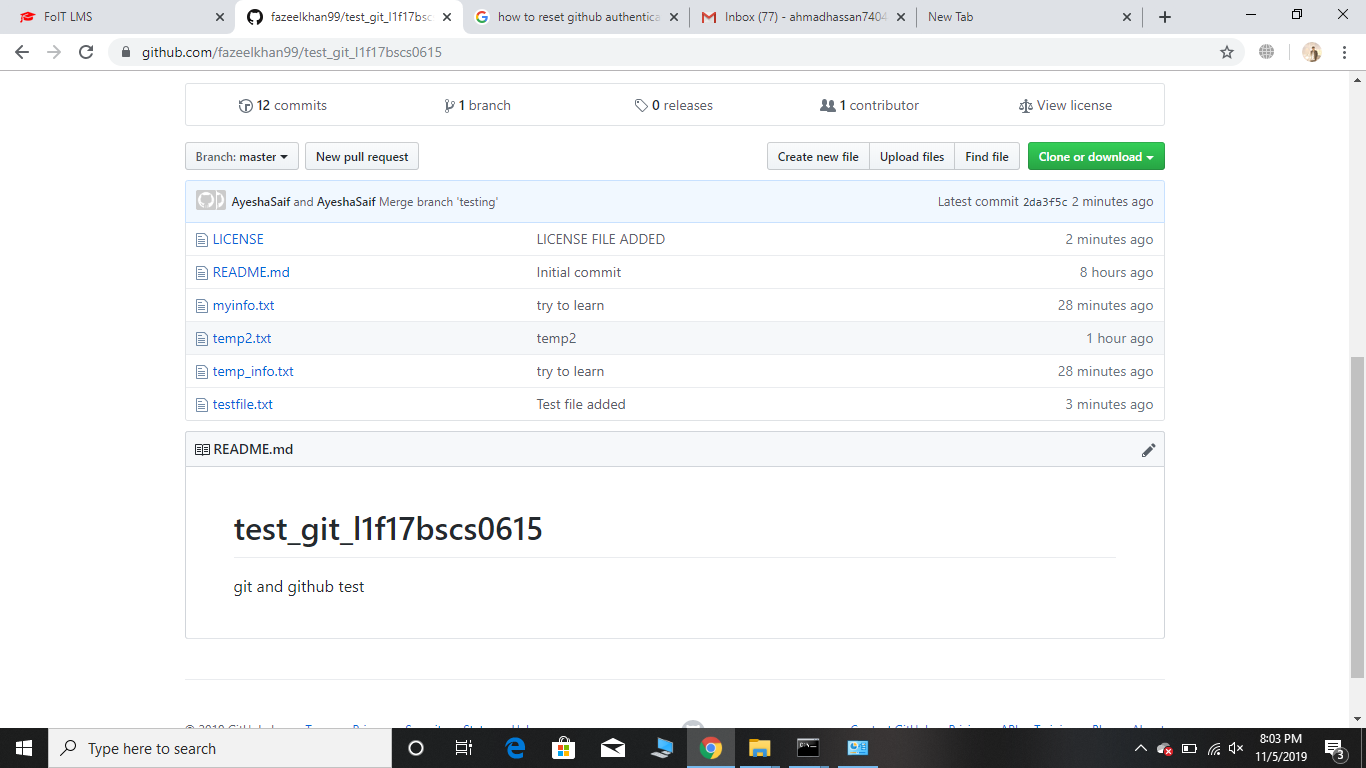 FoIT LMS
fazeelkhan99/test_git_l1f17bsc
how to reset github authentica
Inbox (77) - ahmadhassan7404
New Tab
github.com/fazeelkhan99/test_git_l1f17bscs0615
12 commits
1 branch
0 releases
1 contributor
View license
Branch: master
New pull request
Create new file
Upload files
Find file
Clone or download
AyeshaSaif and AyeshaSaif Merge branch 'testing'
Latest commit 2da3f5c 2 minutes ago
LICENSE LICENSE FILE ADDED 2 minutes ago
README.md Initial commit 8 hours ago
myinfo.txt try to learn 28 minutes ago
temp2.txt temp2 1 hour ago
temp_info.txt try to learn 28 minutes ago
testfile.txt Test file added 3 minutes ago
README.md
test_git_l1f17bscs0615
git and github test
Type here to search
8:03 PM
11/5/2019
3